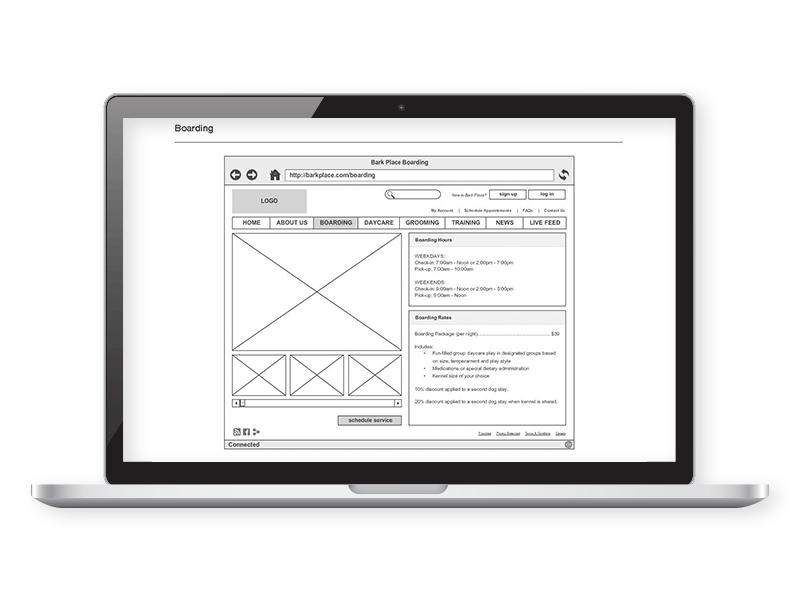 Boarding
Bark Place Boarding
http://barkplace.com/boarding
LOGO
New to Bark Place?
sign up
log in
My Account | Schedule Appointments | FAQs | Contact Us
HOME
ABOUT US
BOARDING
DAYCARE
GROOMING
TRAINING
NEWS
LIVE FEED
Boarding Hours
WEEKDAYS:
Check-in: 7:00am - Noon or 2:00pm - 7:00pm
Pick-up: 7:00am - 10:00am
WEEKENDS:
Check-in: 9:00am - Noon or 2:00pm - 5:00pm
Pick-up: 9:00am - Noon
Boarding Rates
Boarding Package (per night) $39
Includes:
• Fun-filled group daycare play in designated groups based
on size, temperament and play style
• Medications or special dietary administration
• Kennel size of your choice
10% discount applied to a second dog stay.
20% discount applied to a second dog stay when kennel is shared.
schedule service
Franchise Privacy Statement Terms & Conditions Careers
Connected